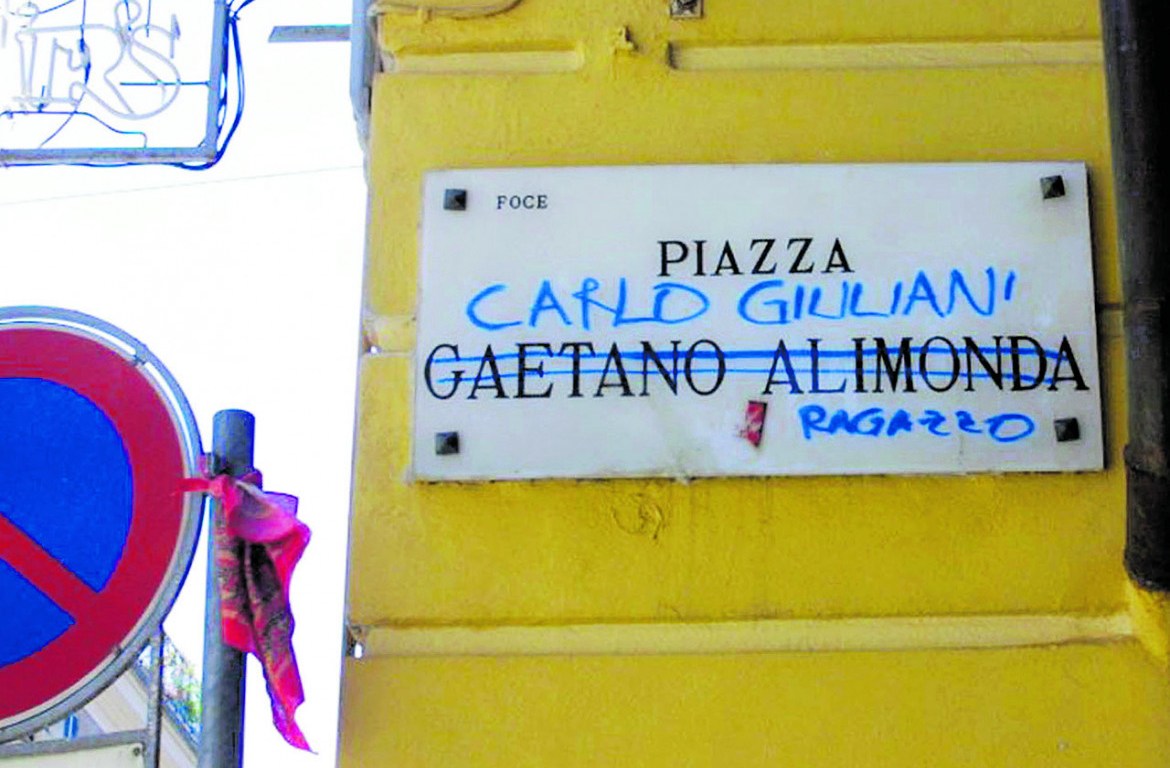 FOCE
PIAZZA
CARLO GIULIANI
GAETANO ALIMONDA
RAGAZZO